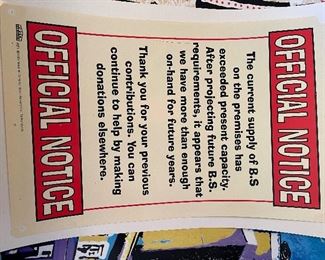 OFFICIAL NOTICE
The current supply of B.S
on the premises has
exceeded present capacity.
After projecting future B.S.
requirements, it appears that
we have more than enough
on-hand for future years.
Thank you for your previous
contributions. You can
continue to help by making
donations elsewhere.
OFFICIAL NOTICE